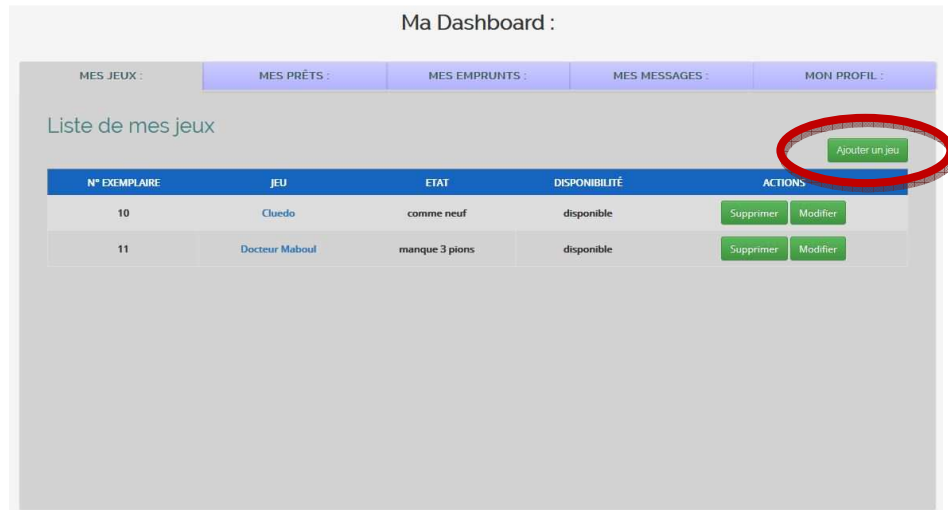 Ma Dashboard :
MES JEUX : MES PRÊTS : MES EMPRUNTS : MES MESSAGES : MON PROFIL :
Liste de mes jeux
Ajouter un jeu
N° EXEMPLAIRE JEU ETAT DISPONIBILITÉ ACTIONS
10 Cluedo comme neuf disponible Supprimer Modifier
11 Docteur Maboul manque 3 pions disponible Supprimer Modifier